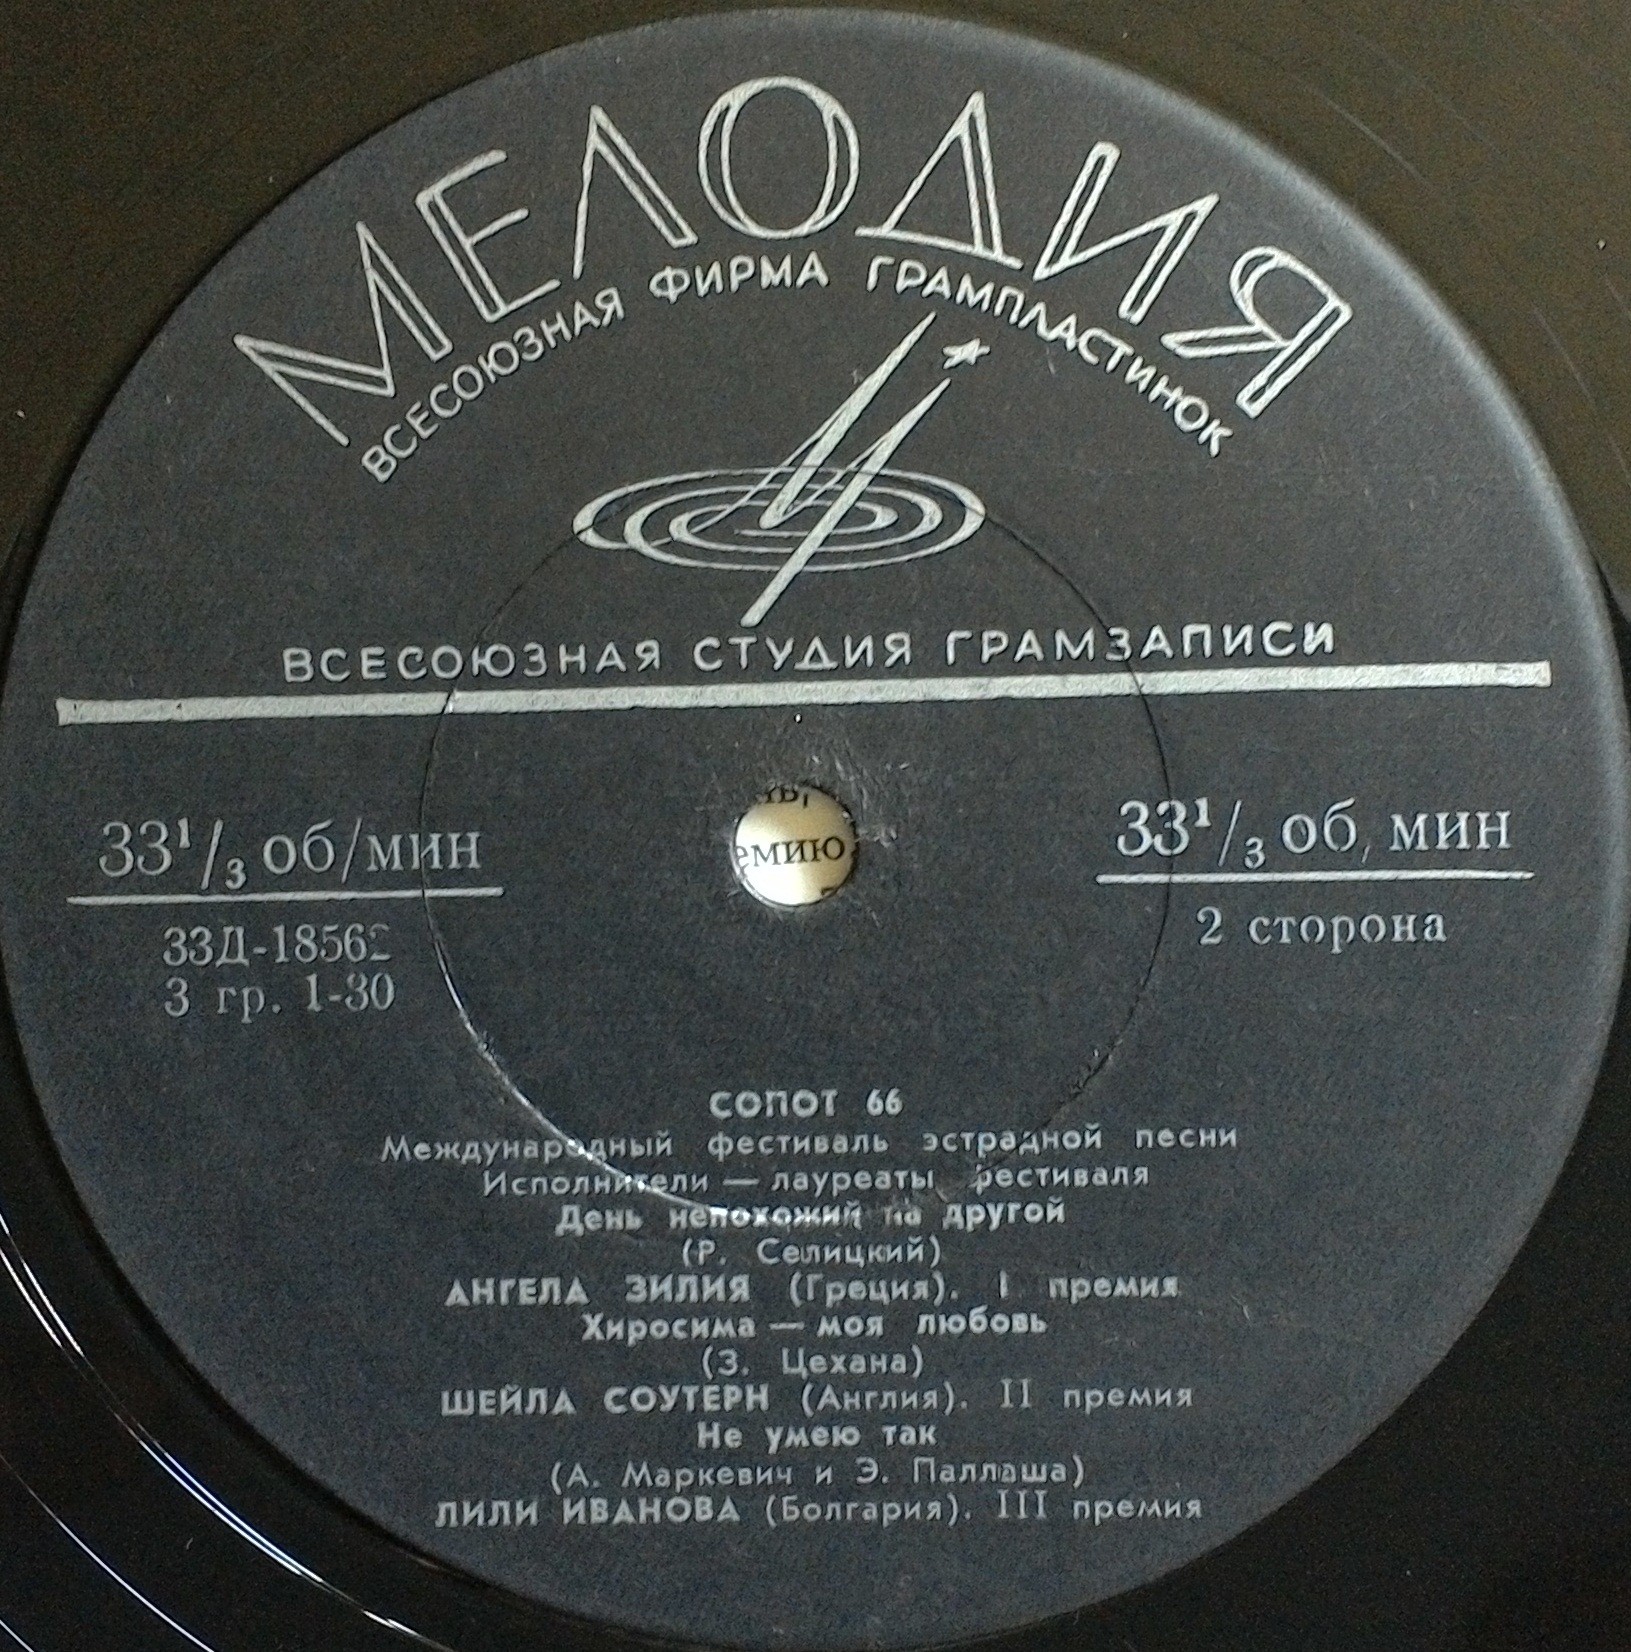 МЕЛОДИЯ
ВСЕСОЮЗНАЯ ФИРМА ГРАМПЛАСТИНОК
ВСЕСОЮЗНАЯ СТУДИЯ ГРАМЗАПИСИ
33¹/₃ об/мин
33¹/₃ об/мин
33Д-18562
3 гр. 1-30
2 сторона
емию
СОПОТ 66
Международный фестиваль эстрадной песни
Исполнители — лауреаты фестиваля
День непохожий на другой
(Р. Селицкий)
АНГЕЛА ЗИЛИЯ (Греция). I премия
Хиросима — моя любовь
(З. Цехана)
ШЕЙЛА СОУТЕРН (Англия). II премия
Не умею так
(А. Маркевич и Э. Паллаша)
ЛИЛИ ИВАНОВА (Болгария). III премия